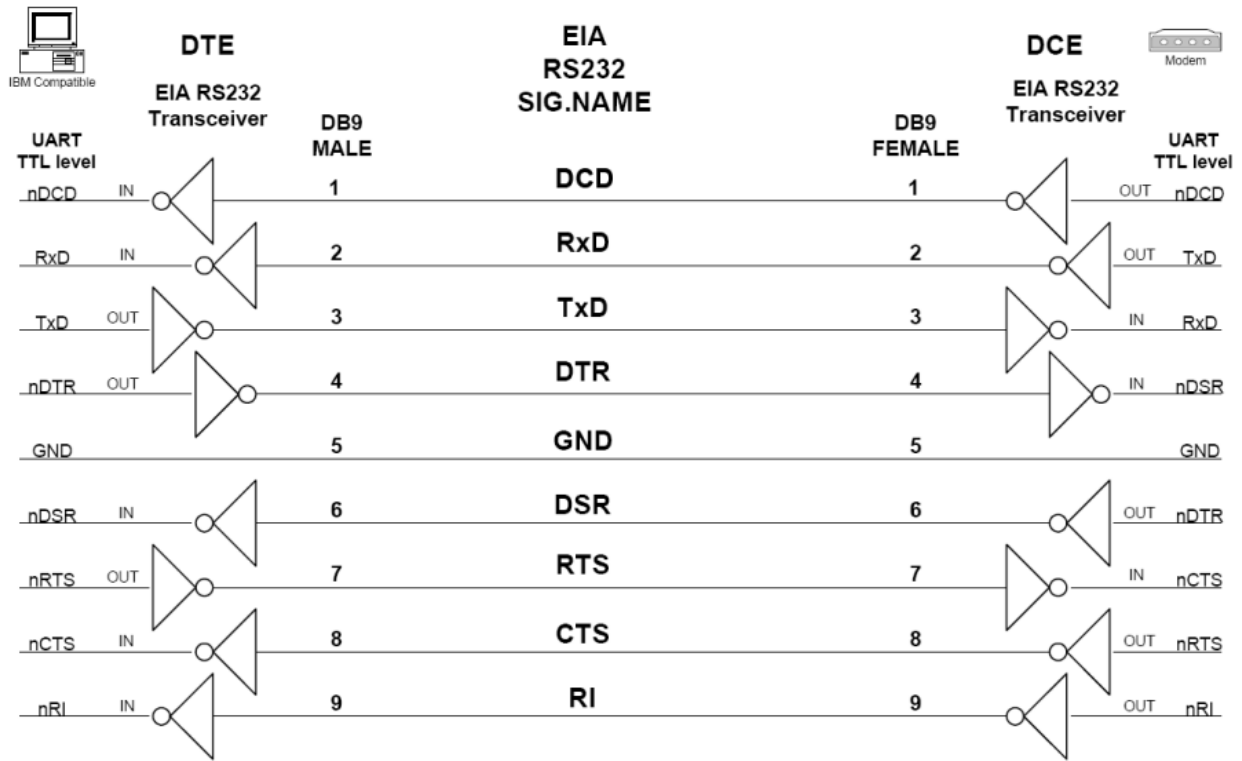 IBM Compatible
DTE
EIA RS232
Transceiver
UART
TTL level
DB9
MALE
EIA
RS232
SIG.NAME
DB9
FEMALE
DCE
EIA RS232
Transceiver
Modem
UART
TTL level
nDCD IN 1 DCD 1 OUT nDCD
RxD IN 2 RxD 2 OUT TxD
TxD OUT 3 TxD 3 IN RxD
nDTR OUT 4 DTR 4 IN nDSR
GND 5 GND 5 GND
nDSR IN 6 DSR 6 OUT nDTR
nRTS OUT 7 RTS 7 IN nCTS
nCTS IN 8 CTS 8 OUT nRTS
nRI IN 9 RI 9 OUT nRI